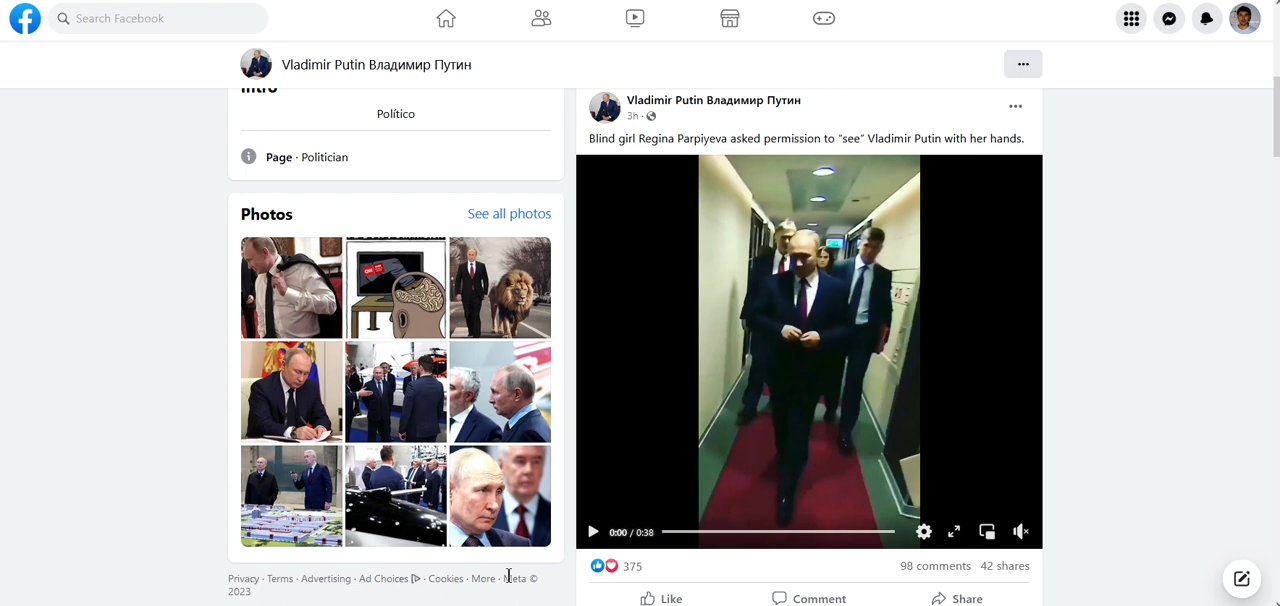 Search Facebook
Vladimir Putin Владимир Путин
Intro
Político
Page · Politician
Photos
See all photos
CNN
Privacy · Terms · Advertising · Ad Choices · Cookies · More · Meta ©
2023
Vladimir Putin Владимир Путин
3h ·
Blind girl Regina Parpiyeva asked permission to "see" Vladimir Putin with her hands.
0:00 / 0:38
375
98 comments 42 shares
Like
Comment
Share